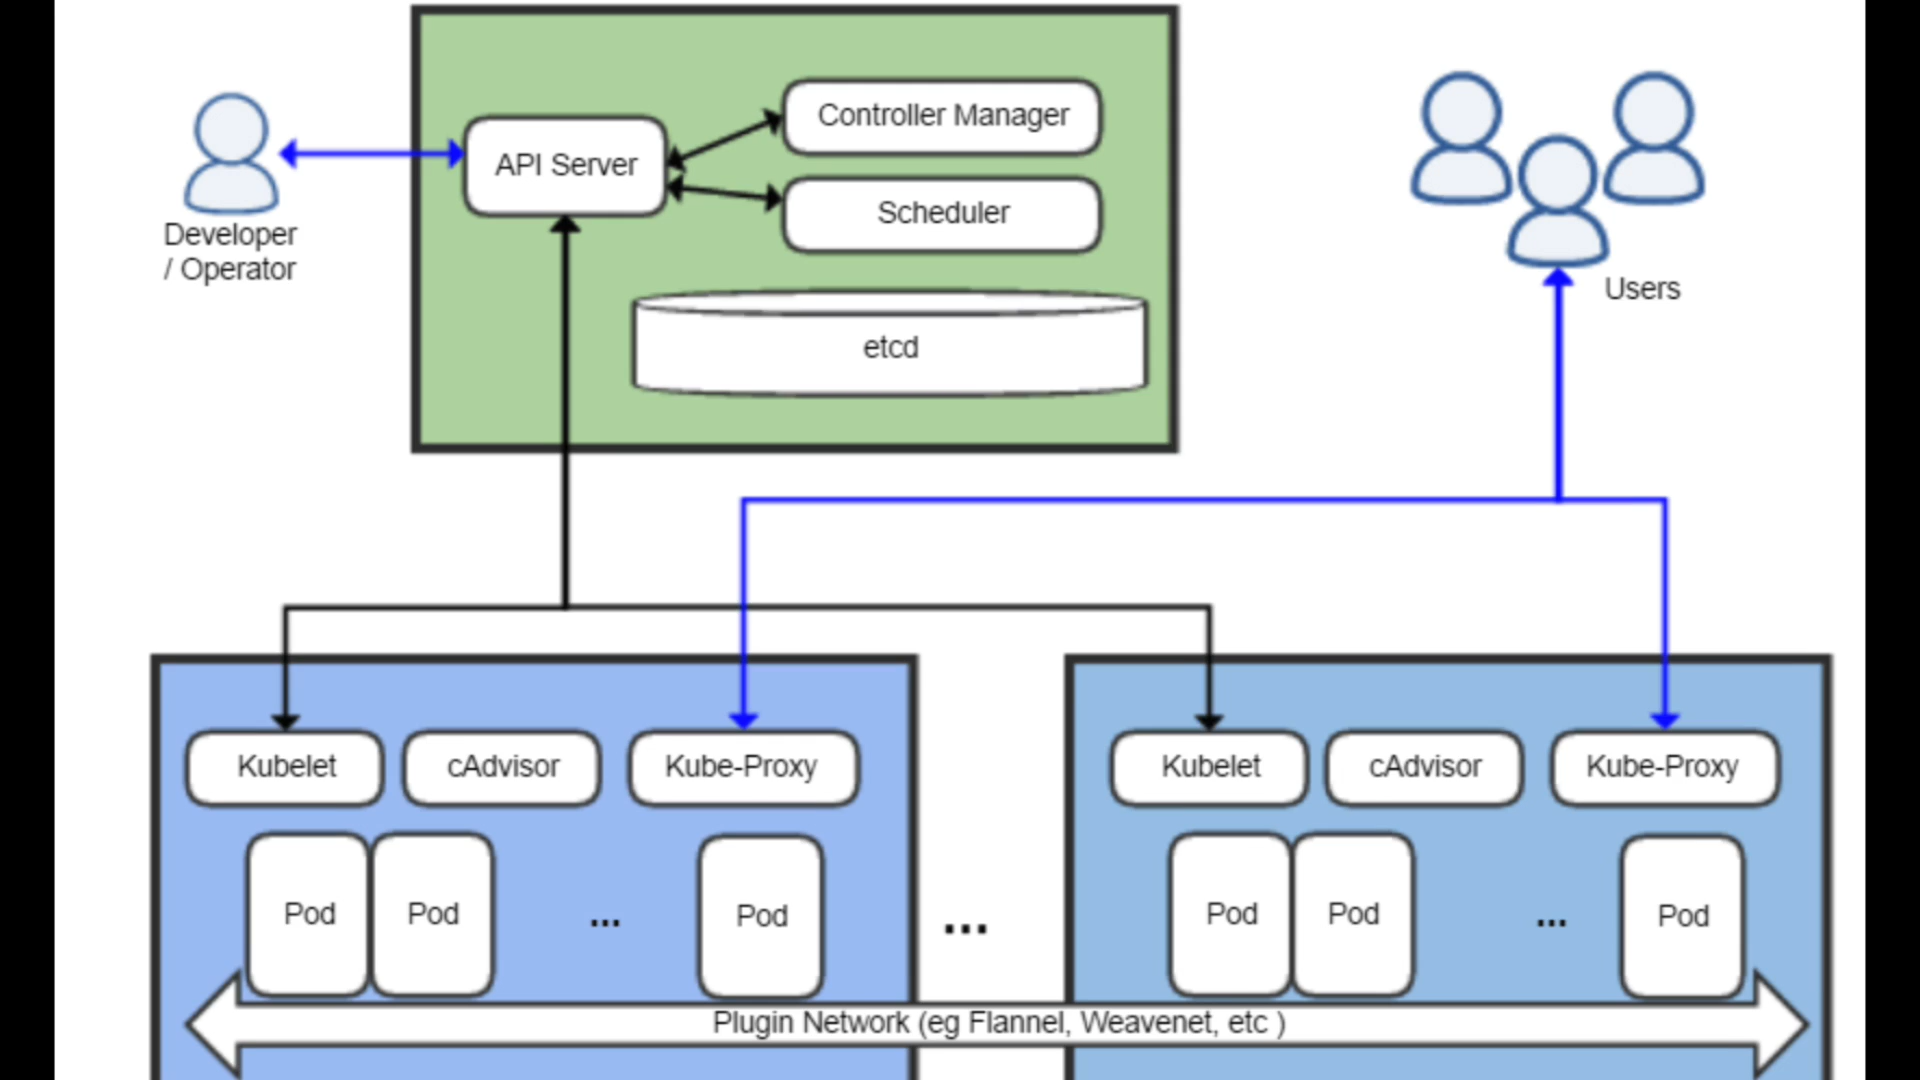 Controller Manager
API Server
Scheduler
Developer
/ Operator
Users
etcd
Kubelet
cAdvisor
Kube-Proxy
Kubelet
cAdvisor
Kube-Proxy
Pod
Pod
...
Pod
...
Pod
Pod
...
Pod
Plugin Network (eg Flannel, Weavenet, etc )